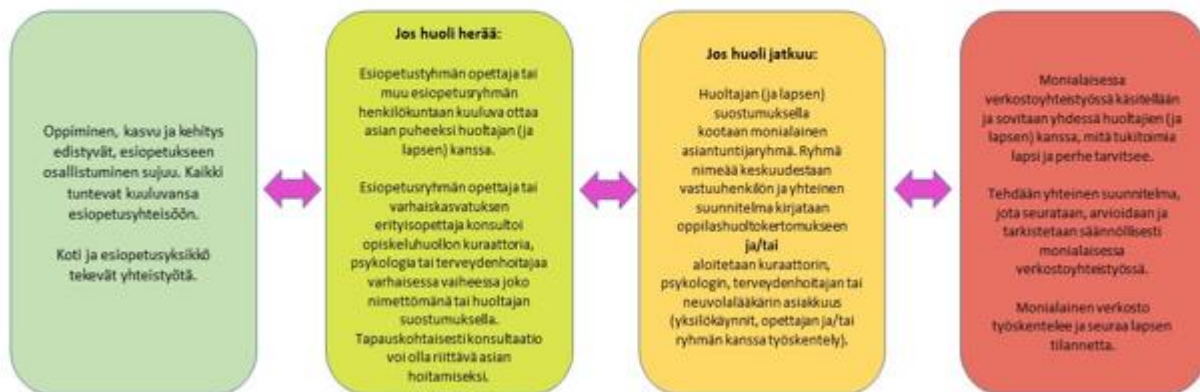 Oppiminen, kasvu ja kehitys
edistyvät, esiopetukseen
osallistuminen sujuu. Kaikki
tuntevat kuuluvansa
esiopetusyhteisöön.
Koti ja esiopetusyksikkö
tekevät yhteistyötä.
Jos huoli herää:
Esiopetustyhmän opettaja tai
muu esiopetusryhmän
henkilökuntaan kuuluva ottaa
asian puheeksi huoltajan (ja
lapsen) kanssa.
Esiopetusryhmän opettaja tai
varhaiskasvatuksen
erityisopettaja konsultoi
opiskeluhuollon kuraattoria,
psykologia tai terveydenhoitajaa
varhaisessa vaiheessa joko
nimettömänä tai huoltajan
suostumuksella.
Tapauskohtaisesti konsultaatio
voi olla riittävä asian
hoitamiseksi.
Jos huoli jatkuu:
Huoltajan (ja lapsen)
suostumuksella
kootaan monialainen
asiantuntijaryhmä. Ryhmä
nimeää keskuudestaan
vastuuhenkilön ja yhteinen
suunnitelma kirjataan
oppilashuoltokertomukseen
ja/tai
aloitetaan kuraattorin,
psykologin, terveydenhoitajan tai
neuvolalääkärin asiakkuus
(yksilökäynnit, opettajan ja/tai
ryhmän kanssa työskentely).
Monialaisessa
verkostoyhteistyössä käsitellään
ja sovitaan yhdessä huoltajien (ja
lapsen) kanssa, mitä tukitoimia
lapsi ja perhe tarvitsee.
Tehdään yhteinen suunnitelma,
jota seurataan, arvioidaan ja
tarkistetaan säännöllisesti
monialaisessa
verkostoyhteistyössä.
Monialainen verkosto
työskentelee ja seuraa lapsen
tilannetta.